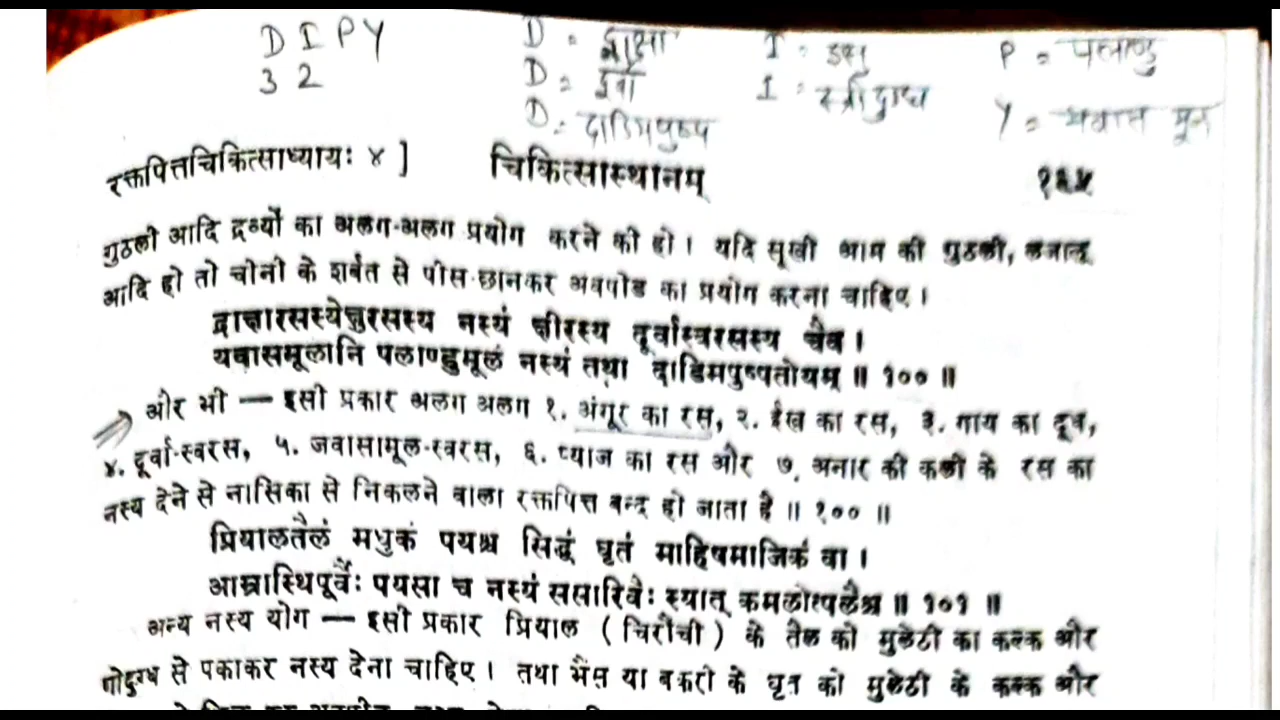 D I P Y D = द्राक्षा I = इक्षु P = पलाण्डु
3 2 D = दूर्वा I = स्त्रीदुग्ध
D = दाडिमपुष्प Y = यवास मूल
रक्तपित्तचिकित्साध्यायः ४ ] चिकित्सास्थानम् १६५
गुठली आदि द्रव्यों का अलग-अलग प्रयोग करने की हो । यदि सूखी आम की गुठली, लजालू
आदि हो तो चीनी के शर्बत से पीस-छानकर अवपीड का प्रयोग करना चाहिए ।
द्राक्षारसस्येक्षुरसस्य नस्यं क्षीरस्य दूर्वास्वरसस्य चैव ।
यवासमूलानि पलाण्डुमूलं नस्यं तथा दाडिमपुष्पतोयम् ॥ १०० ॥
और भी — इसी प्रकार अलग अलग १. अंगूर का रस, २. ईख का रस, ३. गाय का दूध,
४. दूर्वा-स्वरस, ५. जवासामूल-स्वरस, ६. प्याज का रस और ७. अनार की कली के रस का
नस्य देने से नासिका से निकलने वाला रक्तपित्त बन्द हो जाता है ॥ १०० ॥
प्रियालतैलं मधुकं पयश्च सिद्धं घृतं माहिषमाजिकं वा ।
आम्रास्थिपूर्वैः पयसा च नस्यं ससारिवैः स्यात् कमलोत्पलैश्च ॥ १०१ ॥
अन्य नस्य योग — इसी प्रकार प्रियाल ( चिरौंची ) के तेल को मुलेठी का कल्क और
गोदुग्ध से पकाकर नस्य देना चाहिए । तथा भैंस या बकरी के घृत को मुलेठी के कल्क और